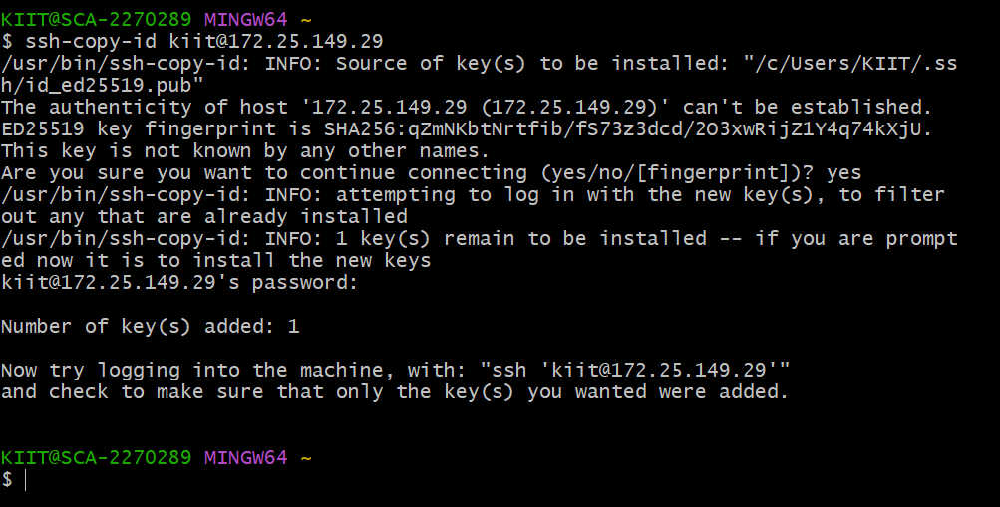 KIIT@SCA-2270289 MINGW64 ~
$ ssh-copy-id kiit@172.25.149.29
/usr/bin/ssh-copy-id: INFO: Source of key(s) to be installed: "/c/Users/KIIT/.ss
h/id_ed25519.pub"
The authenticity of host '172.25.149.29 (172.25.149.29)' can't be established.
ED25519 key fingerprint is SHA256:qZmNKbtNrtfib/fS73z3dcd/2O3xwRijZ1Y4q74kXjU.
This key is not known by any other names.
Are you sure you want to continue connecting (yes/no/[fingerprint])? yes
/usr/bin/ssh-copy-id: INFO: attempting to log in with the new key(s), to filter
out any that are already installed
/usr/bin/ssh-copy-id: INFO: 1 key(s) remain to be installed -- if you are prompt
ed now it is to install the new keys
kiit@172.25.149.29's password:
Number of key(s) added: 1
Now try logging into the machine, with: "ssh 'kiit@172.25.149.29'"
and check to make sure that only the key(s) you wanted were added.
KIIT@SCA-2270289 MINGW64 ~
$